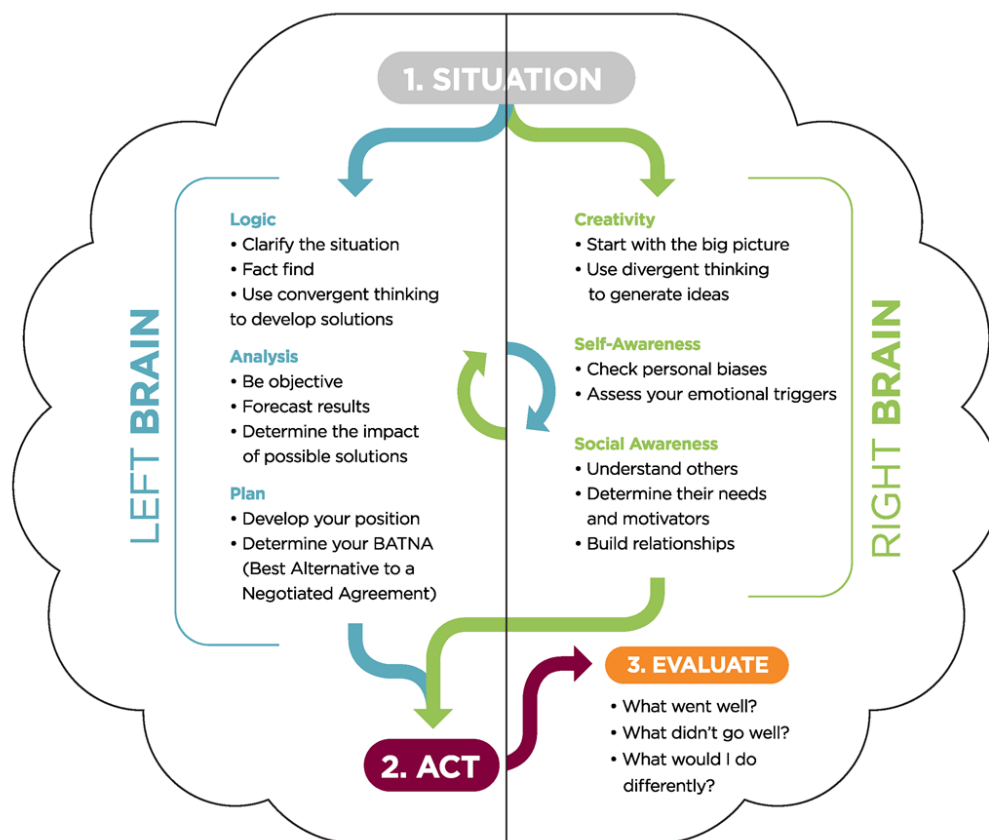 1. SITUATION
LEFT BRAIN
Logic
• Clarify the situation
• Fact find
• Use convergent thinking
to develop solutions
Analysis
• Be objective
• Forecast results
• Determine the impact
of possible solutions
Plan
• Develop your position
• Determine your BATNA
(Best Alternative to a
Negotiated Agreement)
Creativity
• Start with the big picture
• Use divergent thinking
to generate ideas
Self-Awareness
• Check personal biases
• Assess your emotional triggers
Social Awareness
• Understand others
• Determine their needs
and motivators
• Build relationships
RIGHT BRAIN
2. ACT
3. EVALUATE
• What went well?
• What didn’t go well?
• What would I do
differently?